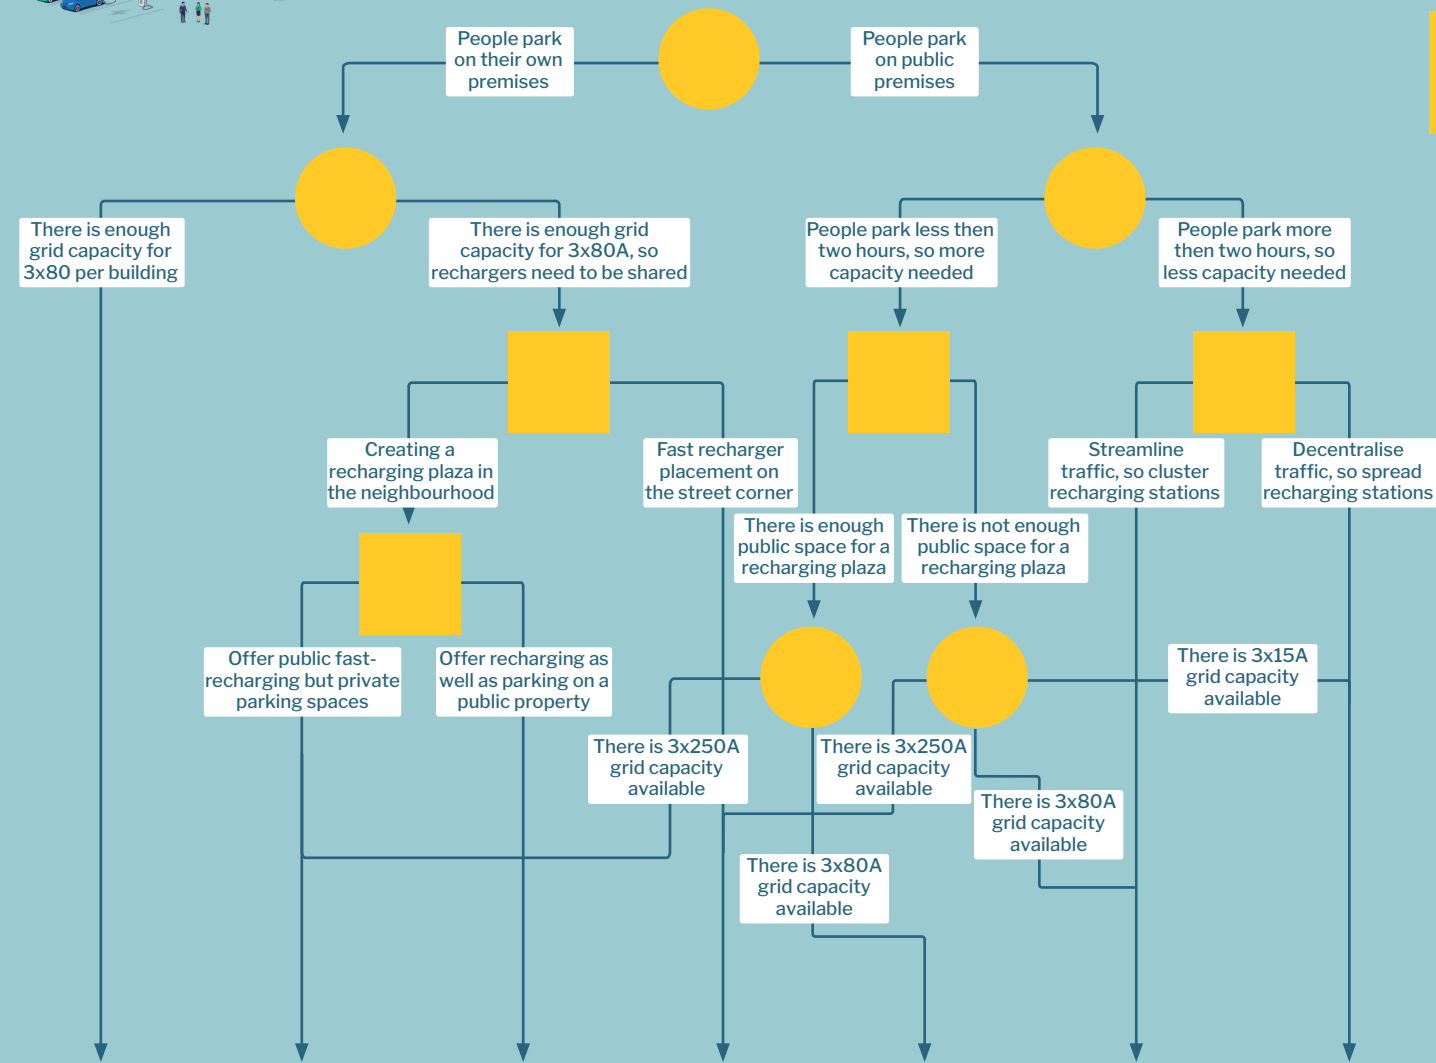 People park
on their own
premises
People park
on public
premises
There is enough
grid capacity for
3x80 per building
There is enough grid
capacity for 3x80A, so
rechargers need to be shared
People park less then
two hours, so more
capacity needed
People park more
then two hours, so
less capacity needed
Creating a
recharging plaza in
the neighbourhood
Fast recharger
placement on
the street corner
Streamline
traffic, so cluster
recharging stations
Decentralise
traffic, so spread
recharging stations
There is enough
public space for a
recharging plaza
There is not enough
public space for a
recharging plaza
Offer public fast-
recharging but private
parking spaces
Offer recharging as
well as parking on a
public property
There is 3x15A
grid capacity
available
There is 3x250A
grid capacity
available
There is 3x250A
grid capacity
available
There is 3x80A
grid capacity
available
There is 3x80A
grid capacity
available